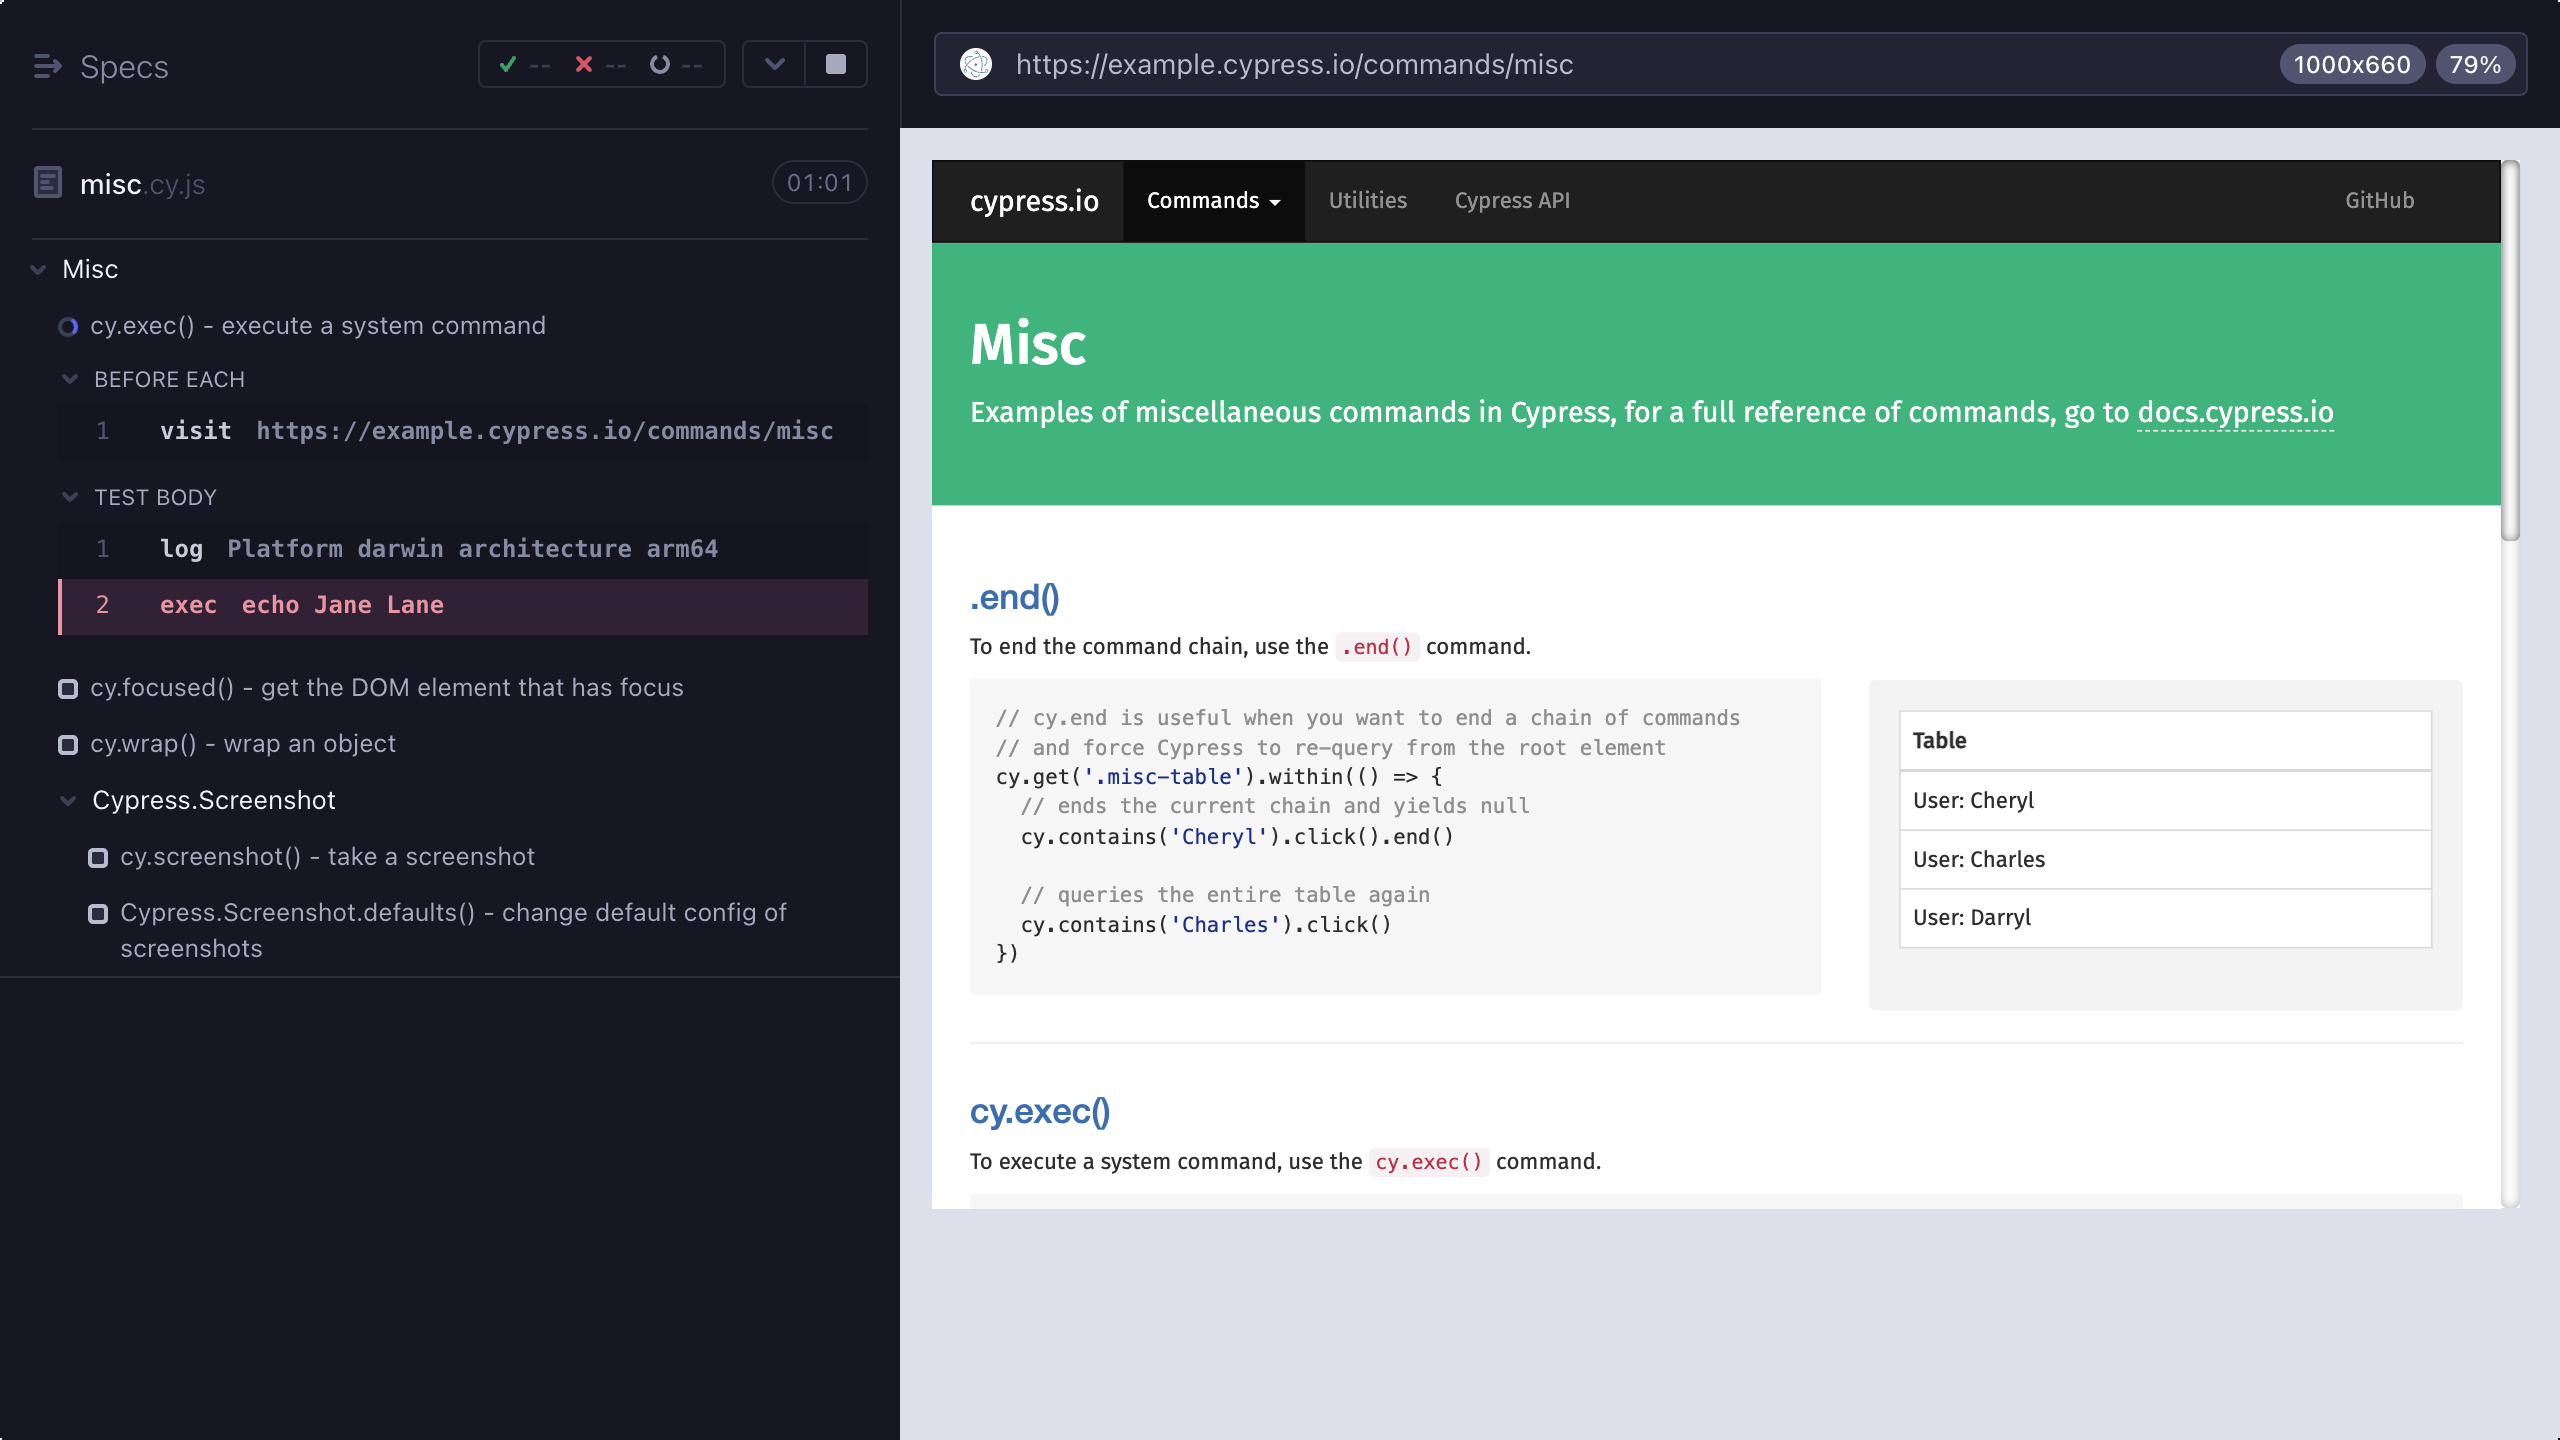 Specs
-- -- --
misc.cy.js 01:01
Misc
cy.exec() - execute a system command
BEFORE EACH
1 visit https://example.cypress.io/commands/misc
TEST BODY
1 log Platform darwin architecture arm64
2 exec echo Jane Lane
cy.focused() - get the DOM element that has focus
cy.wrap() - wrap an object
Cypress.Screenshot
cy.screenshot() - take a screenshot
Cypress.Screenshot.defaults() - change default config of
screenshots
https://example.cypress.io/commands/misc 1000x660 79%
cypress.io Commands Utilities Cypress API GitHub
Misc
Examples of miscellaneous commands in Cypress, for a full reference of commands, go to docs.cypress.io
.end()
To end the command chain, use the .end() command.
// cy.end is useful when you want to end a chain of commands
// and force Cypress to re-query from the root element
cy.get('.misc-table').within(() => {
  // ends the current chain and yields null
  cy.contains('Cheryl').click().end()
  // queries the entire table again
  cy.contains('Charles').click()
})
Table
User: Cheryl
User: Charles
User: Darryl
cy.exec()
To execute a system command, use the cy.exec() command.